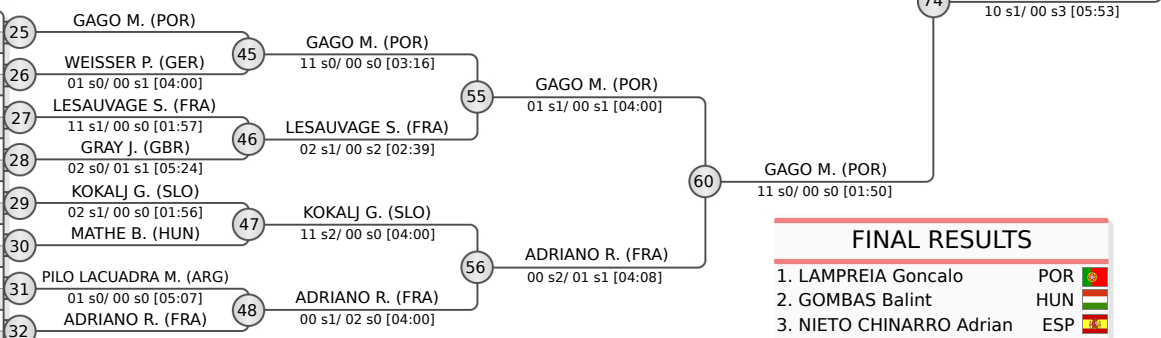 74
10 s1/ 00 s3 [05:53]
25
GAGO M. (POR)
26
WEISSER P. (GER)
01 s0/ 00 s1 [04:00]
45
GAGO M. (POR)
11 s0/ 00 s0 [03:16]
27
LESAUVAGE S. (FRA)
11 s1/ 00 s0 [01:57]
28
GRAY J. (GBR)
02 s0/ 01 s1 [05:24]
46
LESAUVAGE S. (FRA)
02 s1/ 00 s2 [02:39]
55
GAGO M. (POR)
01 s1/ 00 s1 [04:00]
29
KOKALJ G. (SLO)
02 s1/ 00 s0 [01:56]
30
MATHE B. (HUN)
47
KOKALJ G. (SLO)
11 s2/ 00 s0 [04:00]
31
PILO LACUADRA M. (ARG)
01 s0/ 00 s0 [05:07]
32
ADRIANO R. (FRA)
48
ADRIANO R. (FRA)
00 s1/ 02 s0 [04:00]
56
ADRIANO R. (FRA)
00 s2/ 01 s1 [04:08]
60
GAGO M. (POR)
11 s0/ 00 s0 [01:50]
FINAL RESULTS
1. LAMPREIA Goncalo POR
2. GOMBAS Balint HUN
3. NIETO CHINARRO Adrian ESP